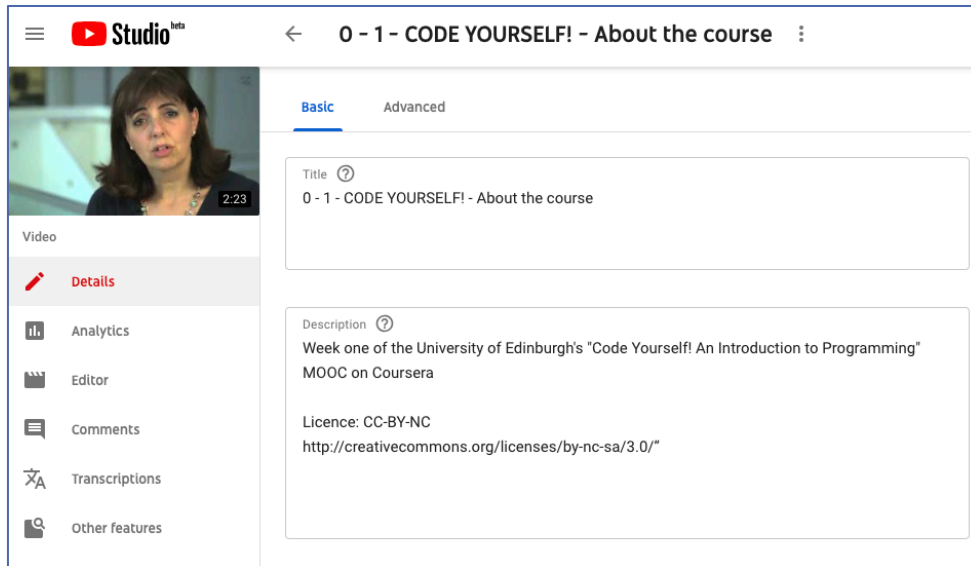 Studio beta
0 - 1 - CODE YOURSELF! - About the course
2:23
Video
Details
Analytics
Editor
Comments
Transcriptions
Other features
Basic Advanced
Title
0 - 1 - CODE YOURSELF! - About the course
Description
Week one of the University of Edinburgh's "Code Yourself! An Introduction to Programming"
MOOC on Coursera
Licence: CC-BY-NC
http://creativecommons.org/licenses/by-nc-sa/3.0/“